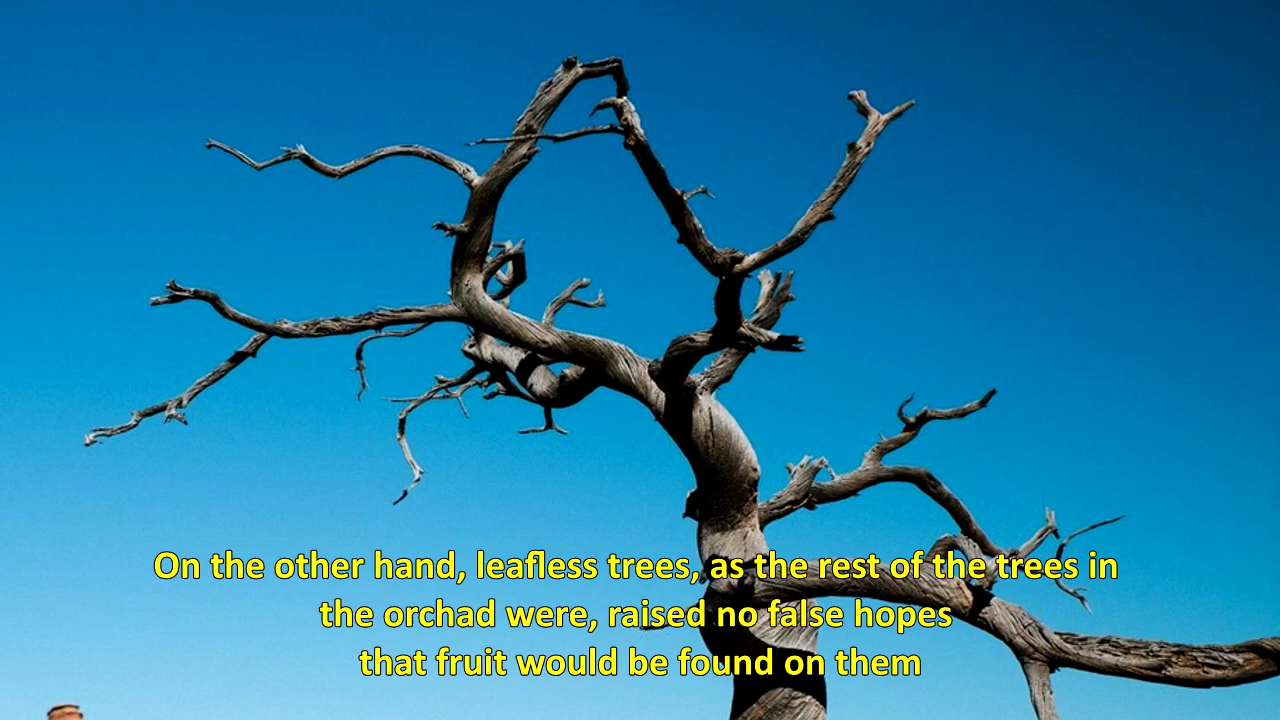 On the other hand, leafless trees, as the rest of the trees in
the orchad were, raised no false hopes
that fruit would be found on them